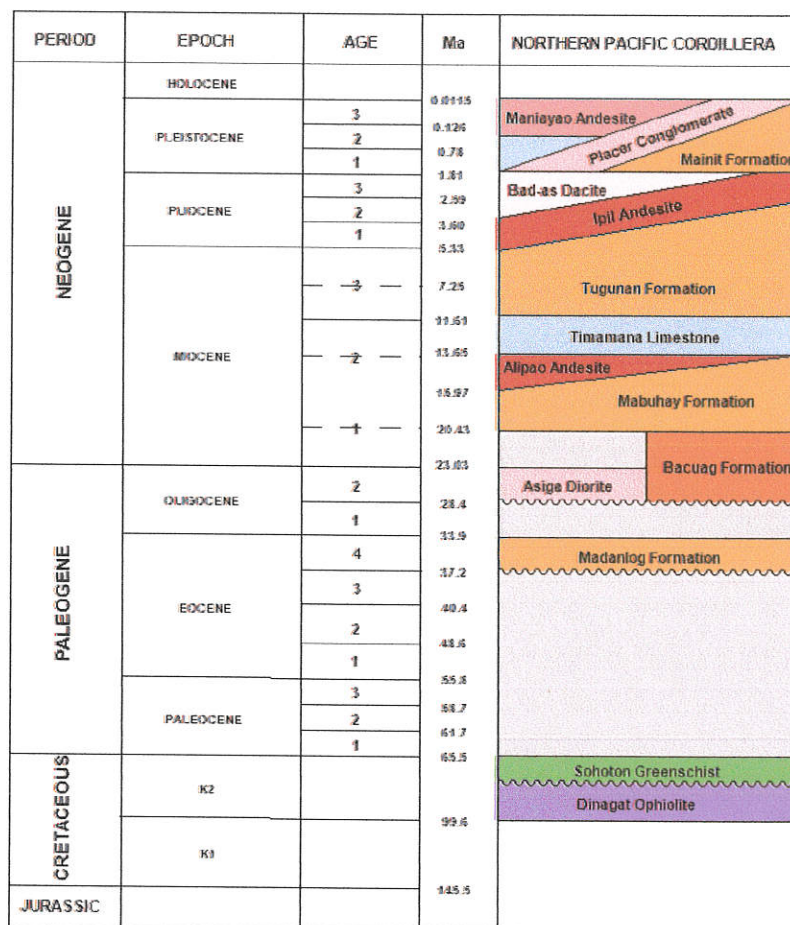 PERIOD EPOCH AGE Ma NORTHERN PACIFIC CORDILLERA
HOLOCENE
0.0115
3
Maniayao Andesite
0.126
PLEISTOCENE
2
Placer Conglomerate
0.78
1
Mainit Formation
1.81
3
Bad-as Dacite
2.59
PLIOCENE
2
Ipil Andesite
3.60
1
5.33
NEOGENE
3
7.25
Tugunan Formation
11.61
Timamana Limestone
MIOCENE
2
13.65
Alipao Andesite
15.97
Mabuhay Formation
1
20.43
23.03
Bacuag Formation
2
Asiga Diorite
OLIGOCENE
28.4
1
33.9
4
Madanlog Formation
37.2
3
PALEOGENE
EOCENE
40.4
2
48.6
1
55.8
3
58.7
PALEOCENE
2
61.7
1
65.5
Sohoton Greenschist
CRETACEOUS
K2
Dinagat Ophiolite
99.6
K1
145.5
JURASSIC